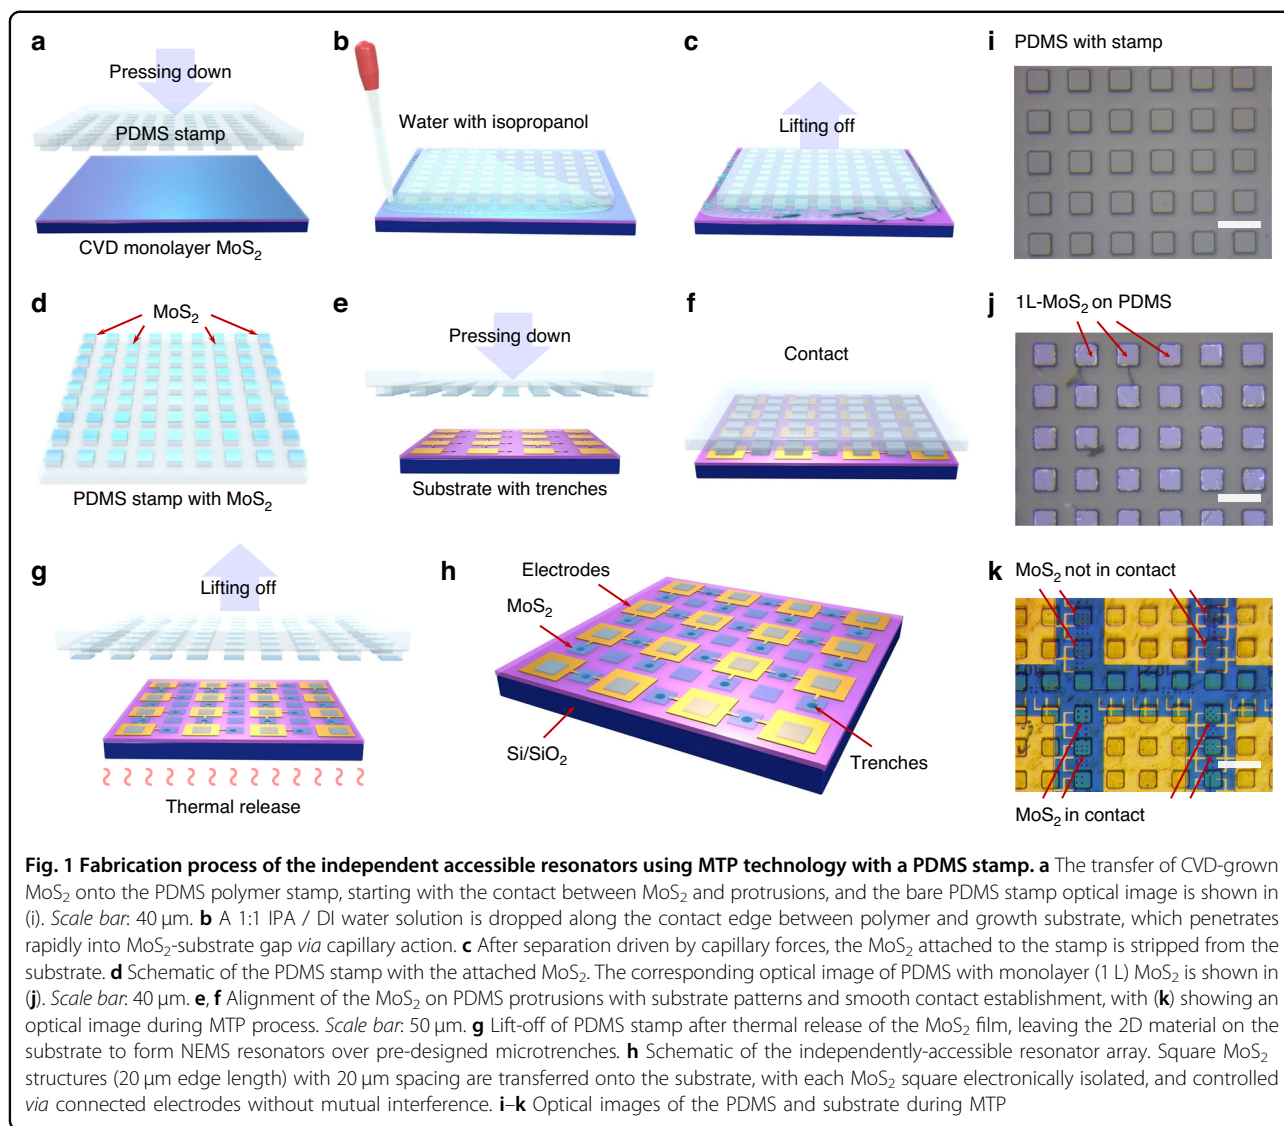 a
Pressing down
PDMS stamp
CVD monolayer MoS2
b
Water with isopropanol
c
Lifting off
i PDMS with stamp
d
MoS2
PDMS stamp with MoS2
e
Pressing down
Substrate with trenches
f
Contact
j 1L-MoS2 on PDMS
g
Lifting off
Thermal release
h
Electrodes
MoS2
Si/SiO2
Trenches
k MoS2 not in contact
MoS2 in contact
Fig. 1 Fabrication process of the independent accessible resonators using MTP technology with a PDMS stamp. a The transfer of CVD-grown
MoS2 onto the PDMS polymer stamp, starting with the contact between MoS2 and protrusions, and the bare PDMS stamp optical image is shown in
(i). Scale bar: 40 μm. b A 1:1 IPA / DI water solution is dropped along the contact edge between polymer and growth substrate, which penetrates
rapidly into MoS2-substrate gap via capillary action. c After separation driven by capillary forces, the MoS2 attached to the stamp is stripped from the
substrate. d Schematic of the PDMS stamp with the attached MoS2. The corresponding optical image of PDMS with monolayer (1 L) MoS2 is shown in
(j). Scale bar: 40 μm. e, f Alignment of the MoS2 on PDMS protrusions with substrate patterns and smooth contact establishment, with (k) showing an
optical image during MTP process. Scale bar: 50 μm. g Lift-off of PDMS stamp after thermal release of the MoS2 film, leaving the 2D material on the
substrate to form NEMS resonators over pre-designed microtrenches. h Schematic of the independently-accessible resonator array. Square MoS2
structures (20 μm edge length) with 20 μm spacing are transferred onto the substrate, with each MoS2 square electronically isolated, and controlled
via connected electrodes without mutual interference. i–k Optical images of the PDMS and substrate during MTP